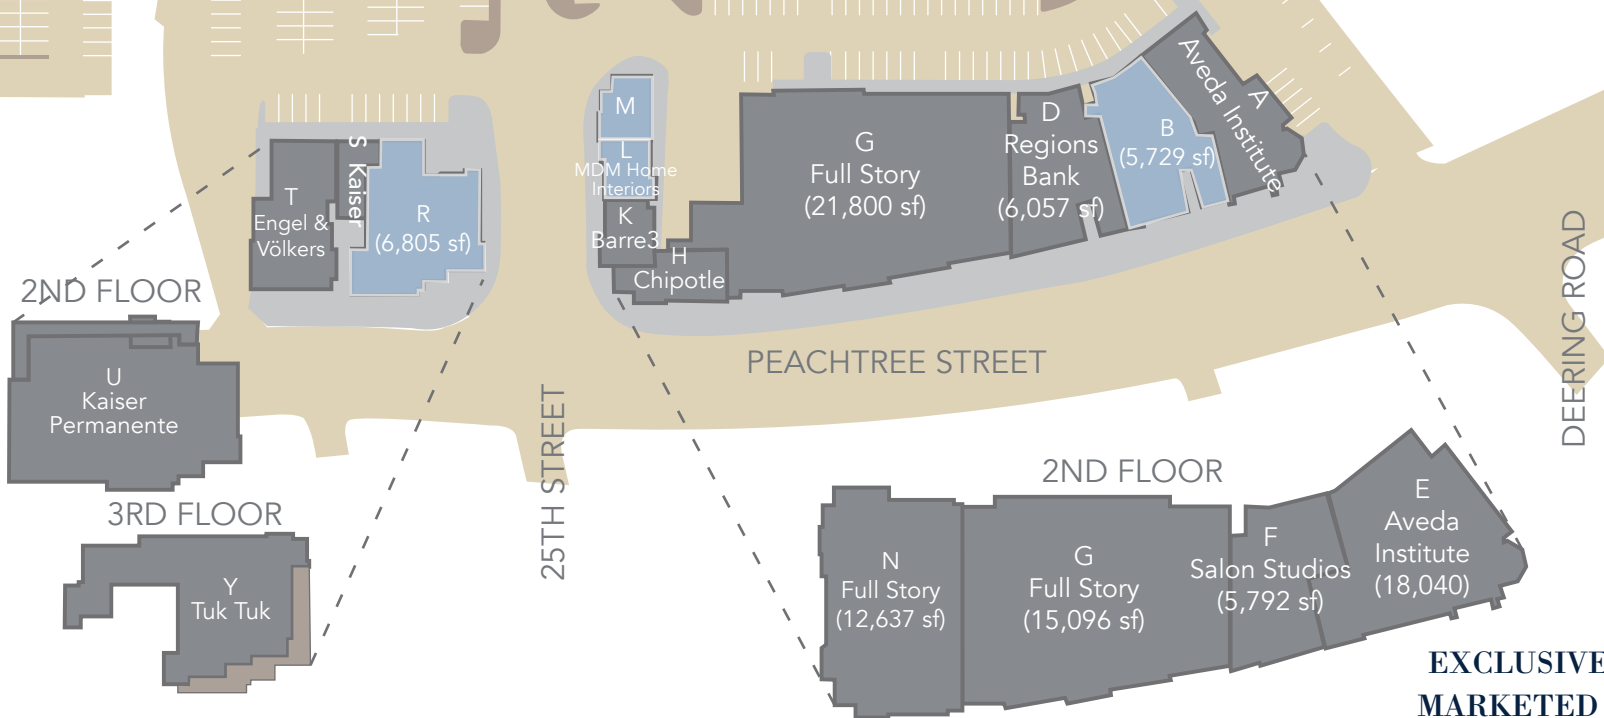 A
Aveda Institute
B
(5,729 sf)
D
Regions
Bank
(6,057 sf)
G
Full Story
(21,800 sf)
M
L
MDM Home
Interiors
K
Barre3
H
Chipotle
S Kaiser
R
(6,805 sf)
T
Engel &
Völkers
2ND FLOOR
U
Kaiser
Permanente
3RD FLOOR
Y
Tuk Tuk
25TH STREET
PEACHTREE STREET
DEERING ROAD
2ND FLOOR
N
Full Story
(12,637 sf)
G
Full Story
(15,096 sf)
F
Salon Studios
(5,792 sf)
E
Aveda
Institute
(18,040)
EXCLUSIVE
MARKETED